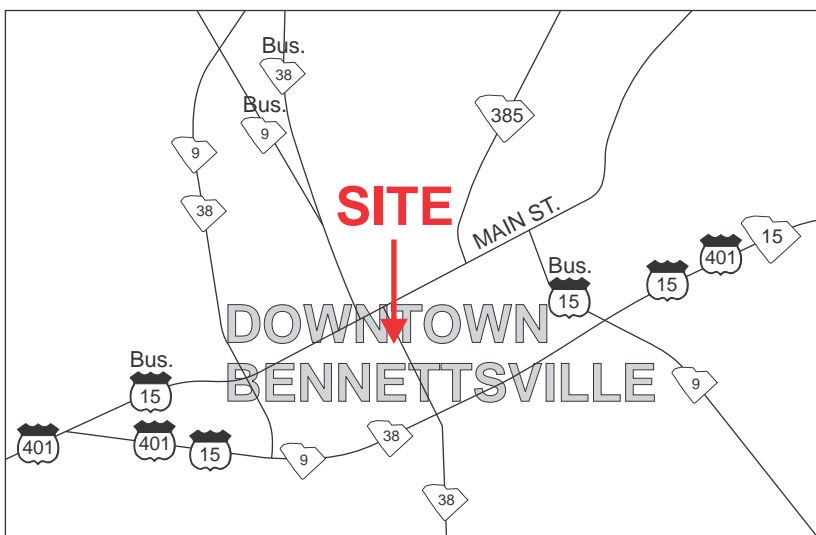 Bus.
38
Bus.
9
385
9
38
SITE
MAIN ST.
15
401
Bus.
15
15
DOWNTOWN
BENNETTSVILLE
Bus.
15
9
401
401
15
9
38
38